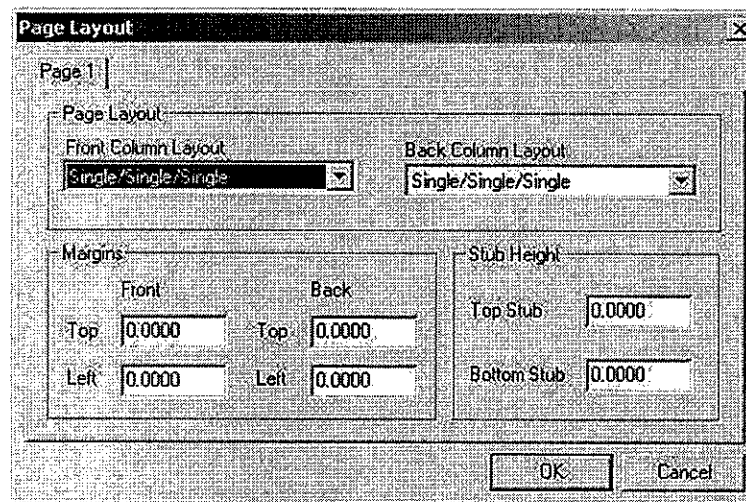 Page Layout
Page 1
Page Layout
Front Column Layout Back Column Layout
Single/Single/Single Single/Single/Single
Margins Stub Height
Front Back
Top Stub 0.0000
Top 0.0000 Top 0.0000
Left 0.0000 Left 0.0000 Bottom Stub 0.0000
OK Cancel